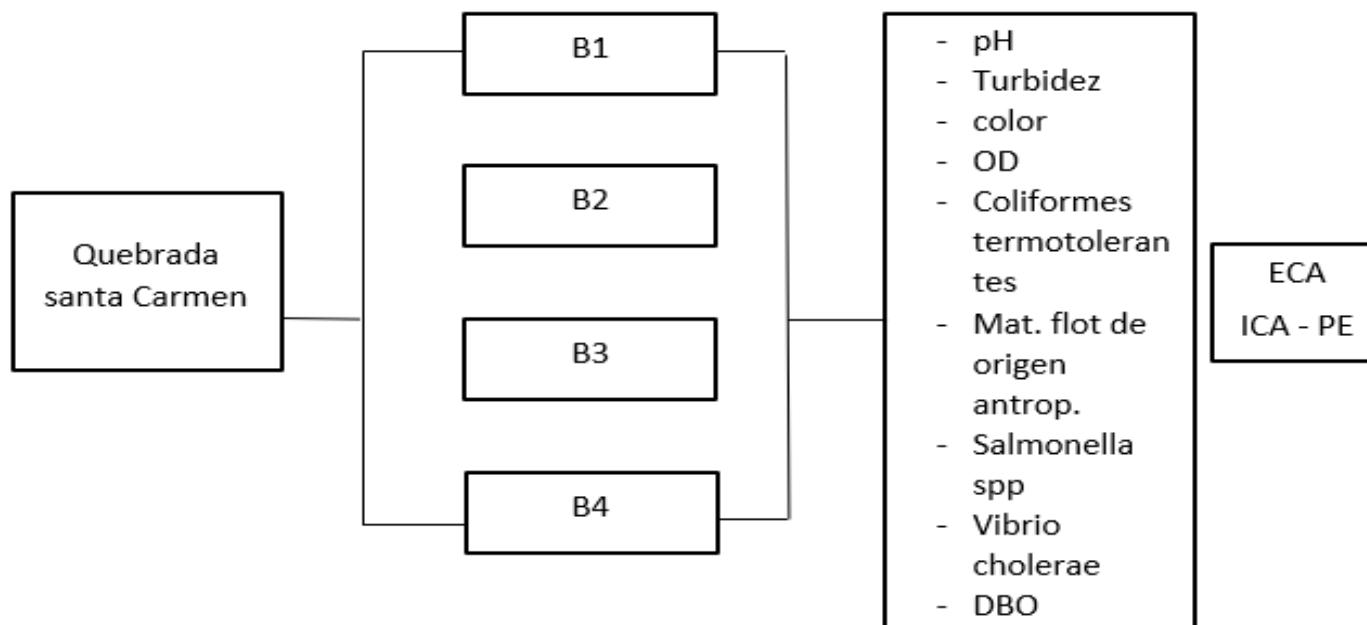 Quebrada
santa Carmen
B1
B2
B3
B4
- pH
- Turbidez
- color
- OD
- Coliformes
termotoleran
tes
- Mat. flot de
origen
antrop.
- Salmonella
spp
- Vibrio
cholerae
- DBO
ECA
ICA - PE